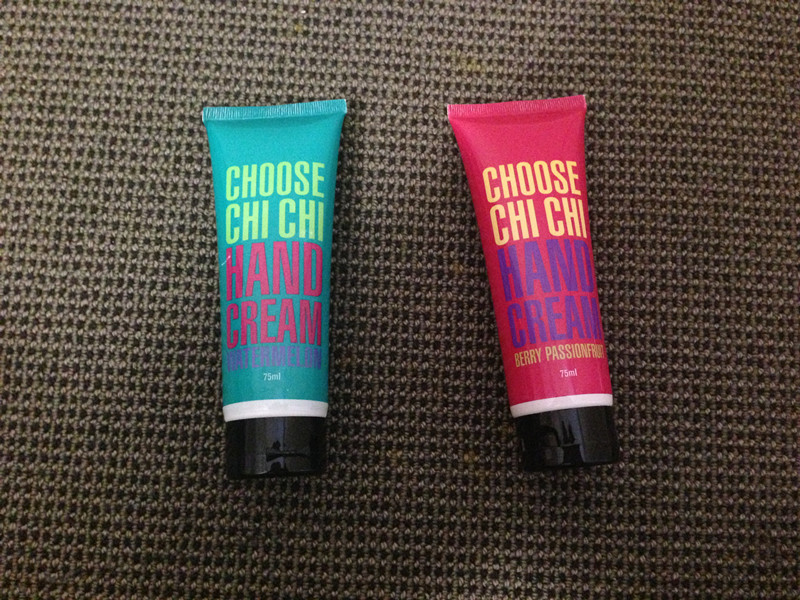 CHOOSE
CHI CHI
HAND
CREAM
WATERMELON
75ml
CHOOSE
CHI CHI
HAND
CREAM
BERRY PASSIONFRUIT
75ml